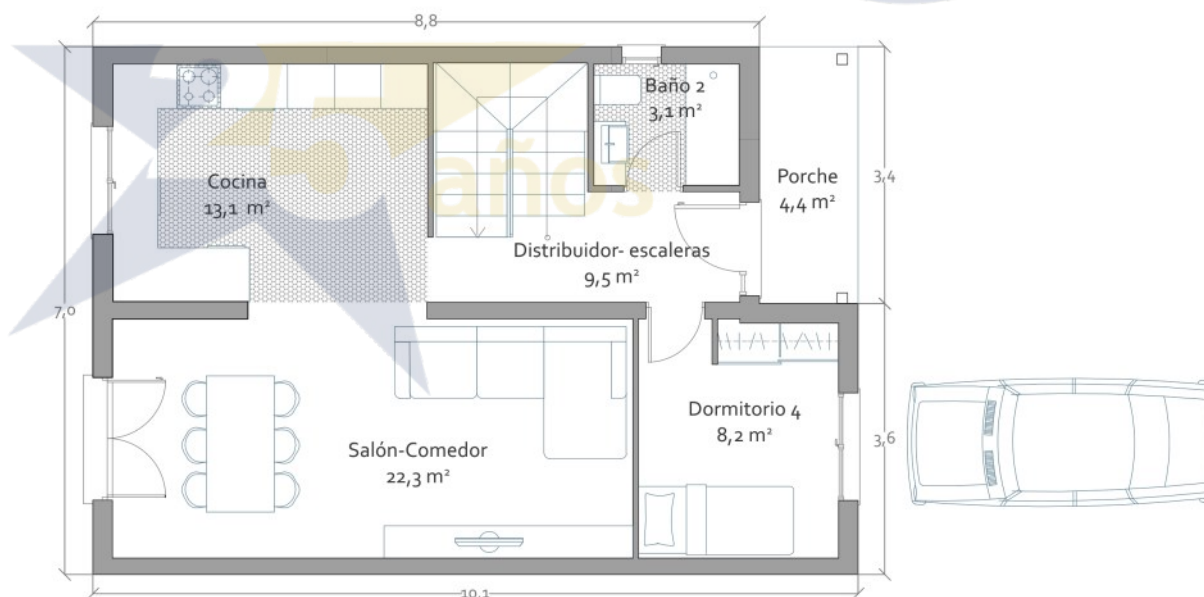 8,8
25
años
Baño 2
3,1 m²
Cocina
13,1 m²
Porche
4,4 m²
3,4
Distribuidor- escaleras
9,5 m²
7,0
Dormitorio 4
8,2 m²
3,6
Salón-Comedor
22,3 m²
10,1